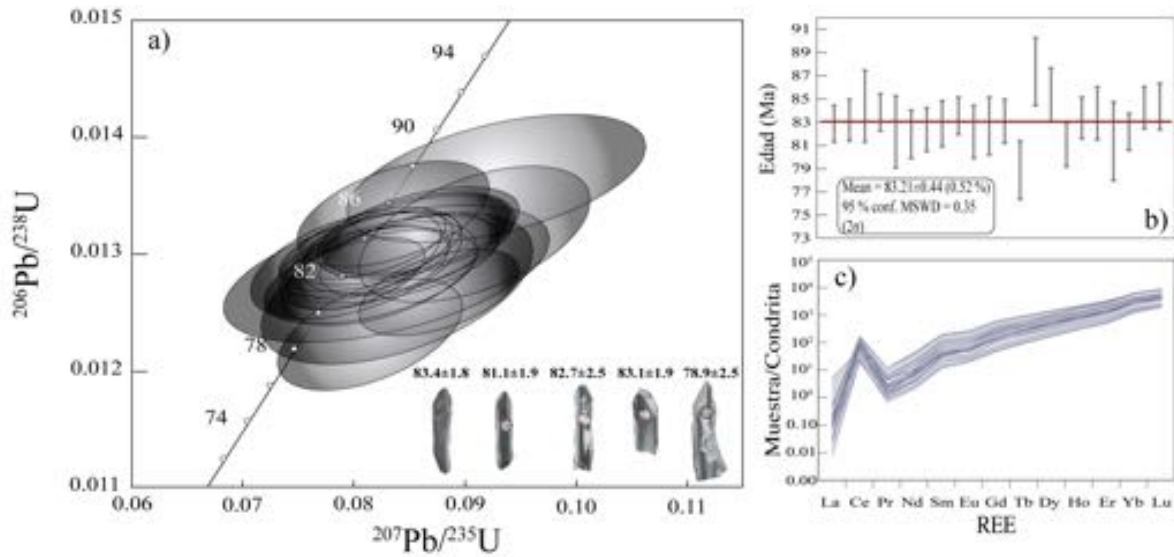 a)
0.015
0.014
0.013
0.012
0.011
²⁰⁶Pb/²³⁸U
94
90
86
82
78
74
83.4±1.8 81.1±1.9 82.7±2.5 83.1±1.9 78.9±2.5
0.06 0.07 0.08 0.09 0.10 0.11
²⁰⁷Pb/²³⁵U
b)
91
89
87
85
83
81
79
77
75
73
Edad (Ma)
Mean = 83.21±0.44 (0.52 %)
95 % conf. MSWD = 0.35
(2σ)
c)
10⁴
10³
10²
10¹
10⁰
0.10
0.01
0.00
Muestra/Condrita
La Ce Pr Nd Sm Eu Gd Tb Dy Ho Er Yb Lu
REE